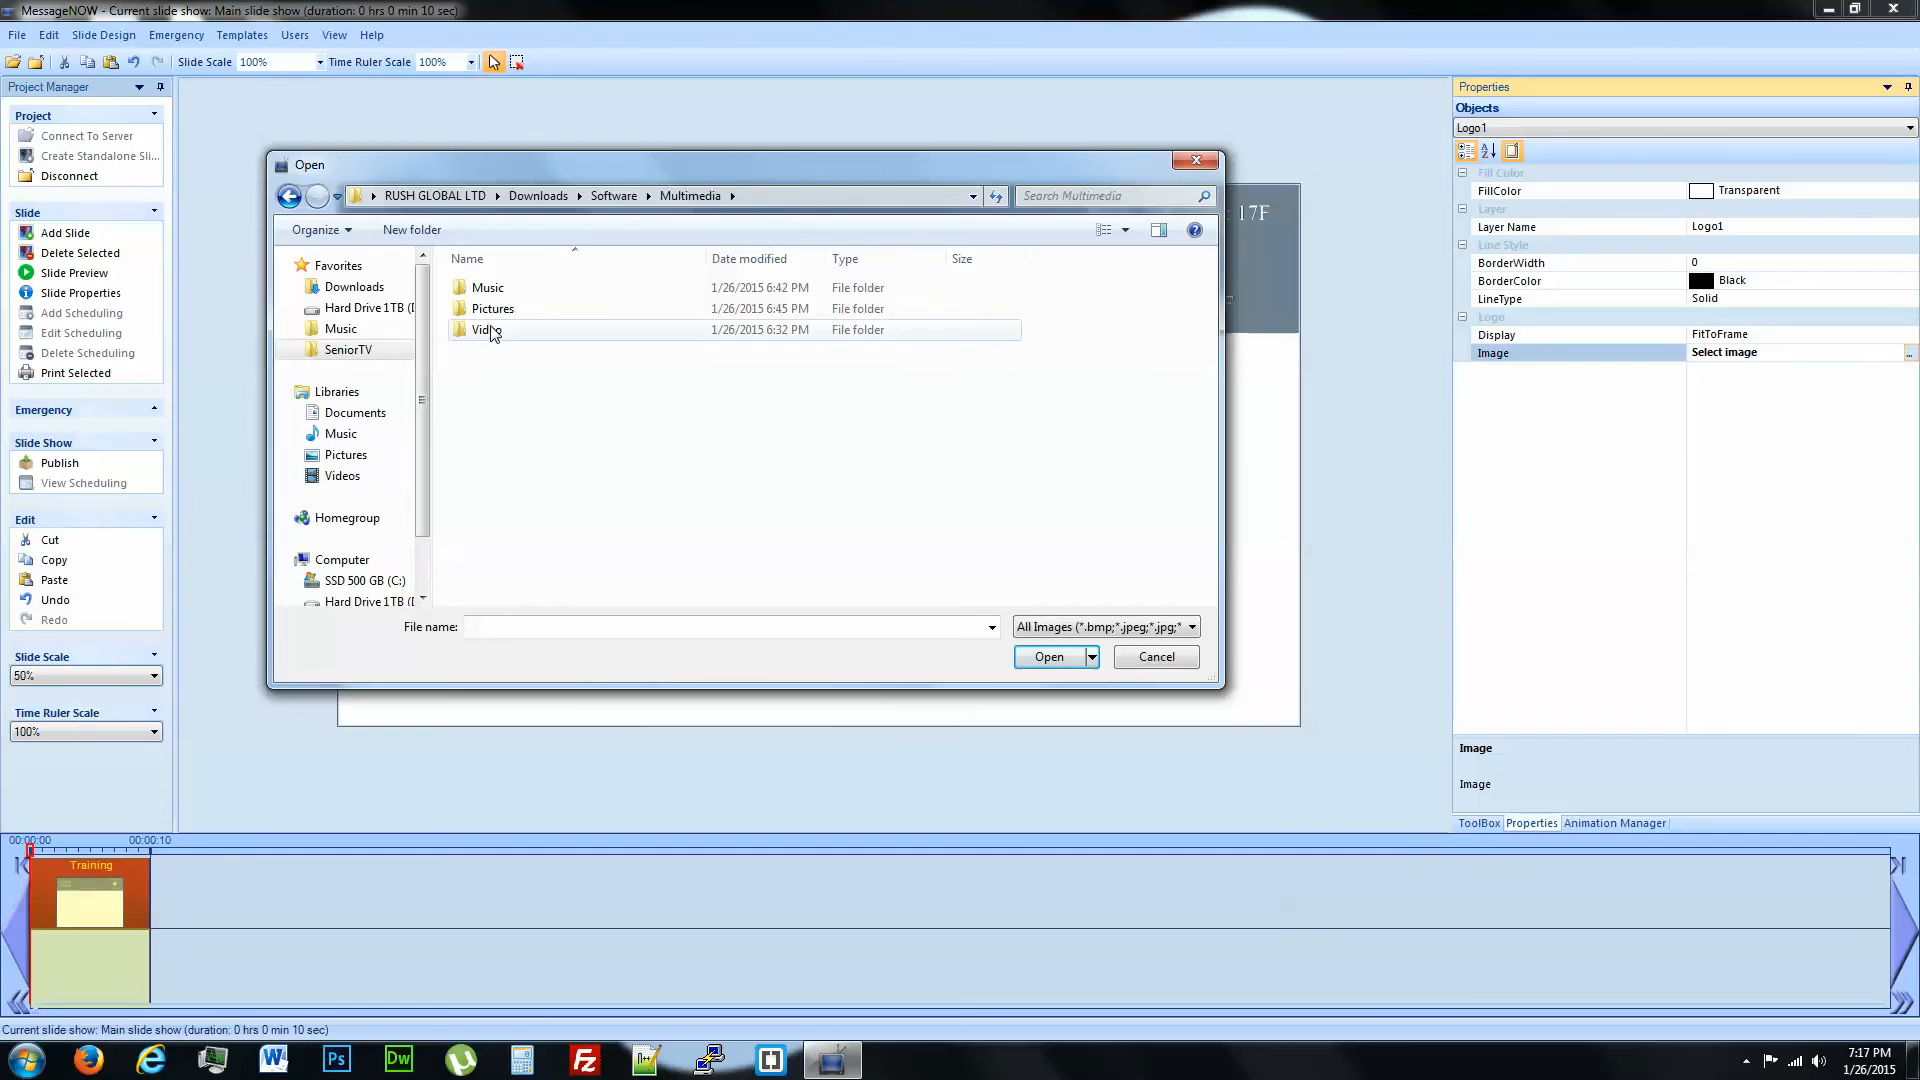 MessageNOW - Current slide show: Main slide show (duration: 0 hrs 0 min 10 sec)
File Edit Slide Design Emergency Templates Users View Help
Slide Scale 100% Time Ruler Scale 100%
Project Manager
Project
Connect To Server
Create Standalone Sli...
Disconnect
Slide
Add Slide
Delete Selected
Slide Preview
Slide Properties
Add Scheduling
Edit Scheduling
Delete Scheduling
Print Selected
Emergency
Slide Show
Publish
View Scheduling
Edit
Cut
Copy
Paste
Undo
Redo
Slide Scale
50%
Time Ruler Scale
100%
Open
RUSH GLOBAL LTD Downloads Software Multimedia
Search Multimedia
Organize New folder
Favorites
Downloads
Hard Drive 1TB (
Music
SeniorTV
Libraries
Documents
Music
Pictures
Videos
Homegroup
Computer
SSD 500 GB (C:)
Hard Drive 1TB (
Name Date modified Type Size
Music 1/26/2015 6:42 PM File folder
Pictures 1/26/2015 6:45 PM File folder
Video 1/26/2015 6:32 PM File folder
File name:
All Images (*.bmp;*.jpeg;*.jpg;*
Open Cancel
: 17F
F
Properties
Objects
Logo1
Fill Color
FillColor Transparent
Layer
Layer Name Logo1
Line Style
BorderWidth 0
BorderColor Black
LineType Solid
Logo
Display FitToFrame
Image Select image ...
Image
Image
ToolBox Properties Animation Manager
00:00:00 00:00:10
Training
Current slide show: Main slide show (duration: 0 hrs 0 min 10 sec)
7:17 PM
1/26/2015